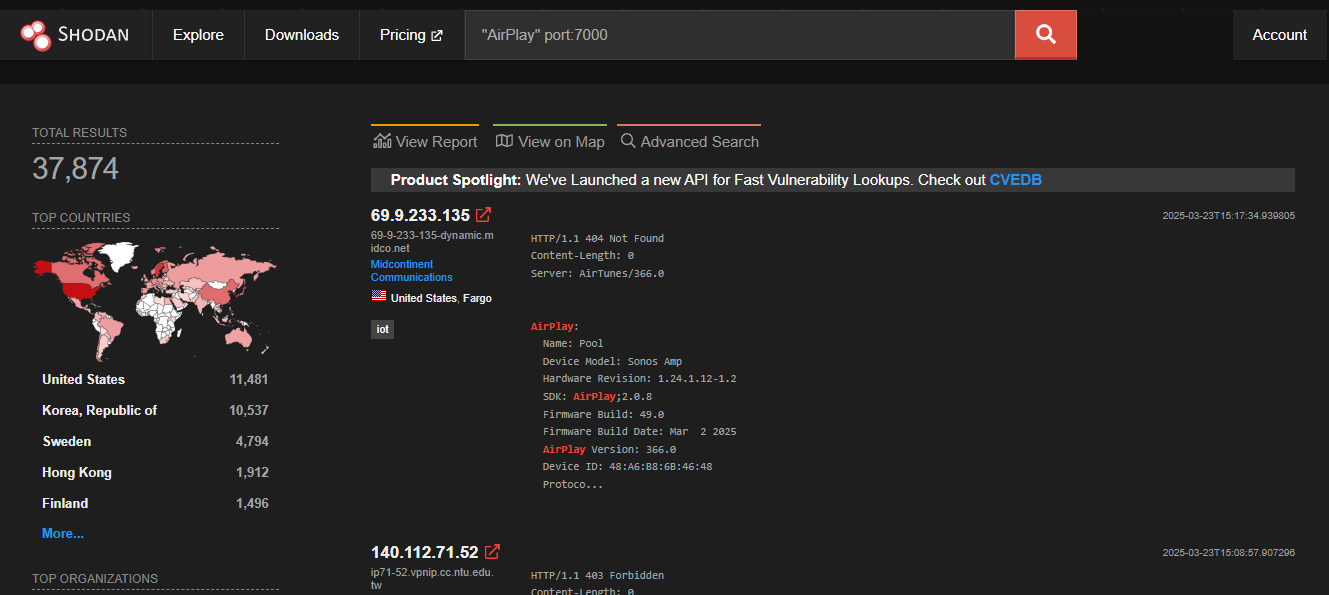 SHODAN
Explore
Downloads
Pricing
"AirPlay" port:7000
Account
TOTAL RESULTS
37,874
TOP COUNTRIES
United States 11,481
Korea, Republic of 10,537
Sweden 4,794
Hong Kong 1,912
Finland 1,496
More...
TOP ORGANIZATIONS
View Report
View on Map
Advanced Search
Product Spotlight: We've Launched a new API for Fast Vulnerability Lookups. Check out CVEDB
69.9.233.135
69-9-233-135-dynamic.m
idco.net
Midcontinent
Communications
United States, Fargo
iot
2025-03-23T15:17:34.939805
HTTP/1.1 404 Not Found
Content-Length: 0
Server: AirTunes/366.0
AirPlay:
Name: Pool
Device Model: Sonos Amp
Hardware Revision: 1.24.1.12-1.2
SDK: AirPlay;2.0.8
Firmware Build: 49.0
Firmware Build Date: Mar  2 2025
AirPlay Version: 366.0
Device ID: 48:A6:B8:6B:46:48
Protoco...
140.112.71.52
ip71-52.vpnip.cc.ntu.edu.
tw
2025-03-23T15:08:57.907296
HTTP/1.1 403 Forbidden
Content-Length: 0